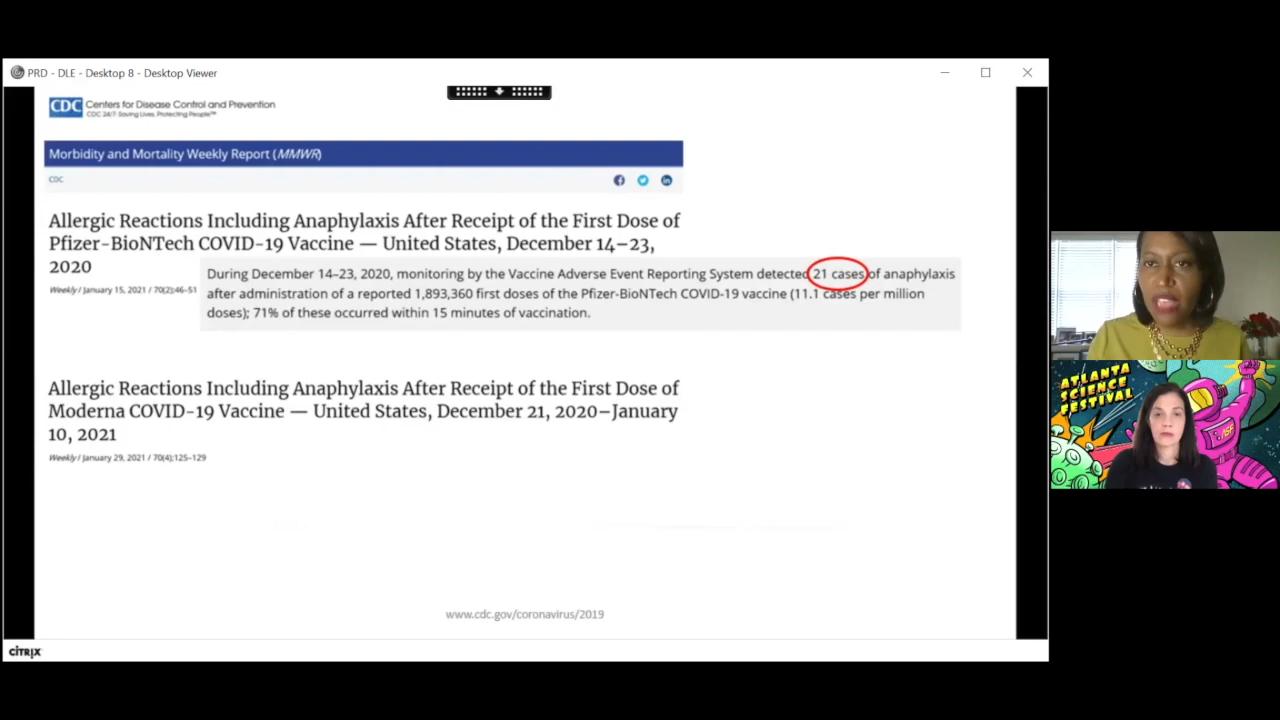 PRD - DLE - Desktop 8 - Desktop Viewer
CDC Centers for Disease Control and Prevention
CDC 24/7: Saving Lives, Protecting People™
Morbidity and Mortality Weekly Report (MMWR)
CDC
Allergic Reactions Including Anaphylaxis After Receipt of the First Dose of
Pfizer-BioNTech COVID-19 Vaccine — United States, December 14–23,
2020
Weekly / January 15, 2021 / 70(2);46–51
During December 14–23, 2020, monitoring by the Vaccine Adverse Event Reporting System detected 21 cases of anaphylaxis
after administration of a reported 1,893,360 first doses of the Pfizer-BioNTech COVID-19 vaccine (11.1 cases per million
doses); 71% of these occurred within 15 minutes of vaccination.
Allergic Reactions Including Anaphylaxis After Receipt of the First Dose of
Moderna COVID-19 Vaccine — United States, December 21, 2020–January
10, 2021
Weekly / January 29, 2021 / 70(4);125–129
www.cdc.gov/coronavirus/2019
CİTRIX
ATLANTA
SCIENCE
FESTIVAL
ASF